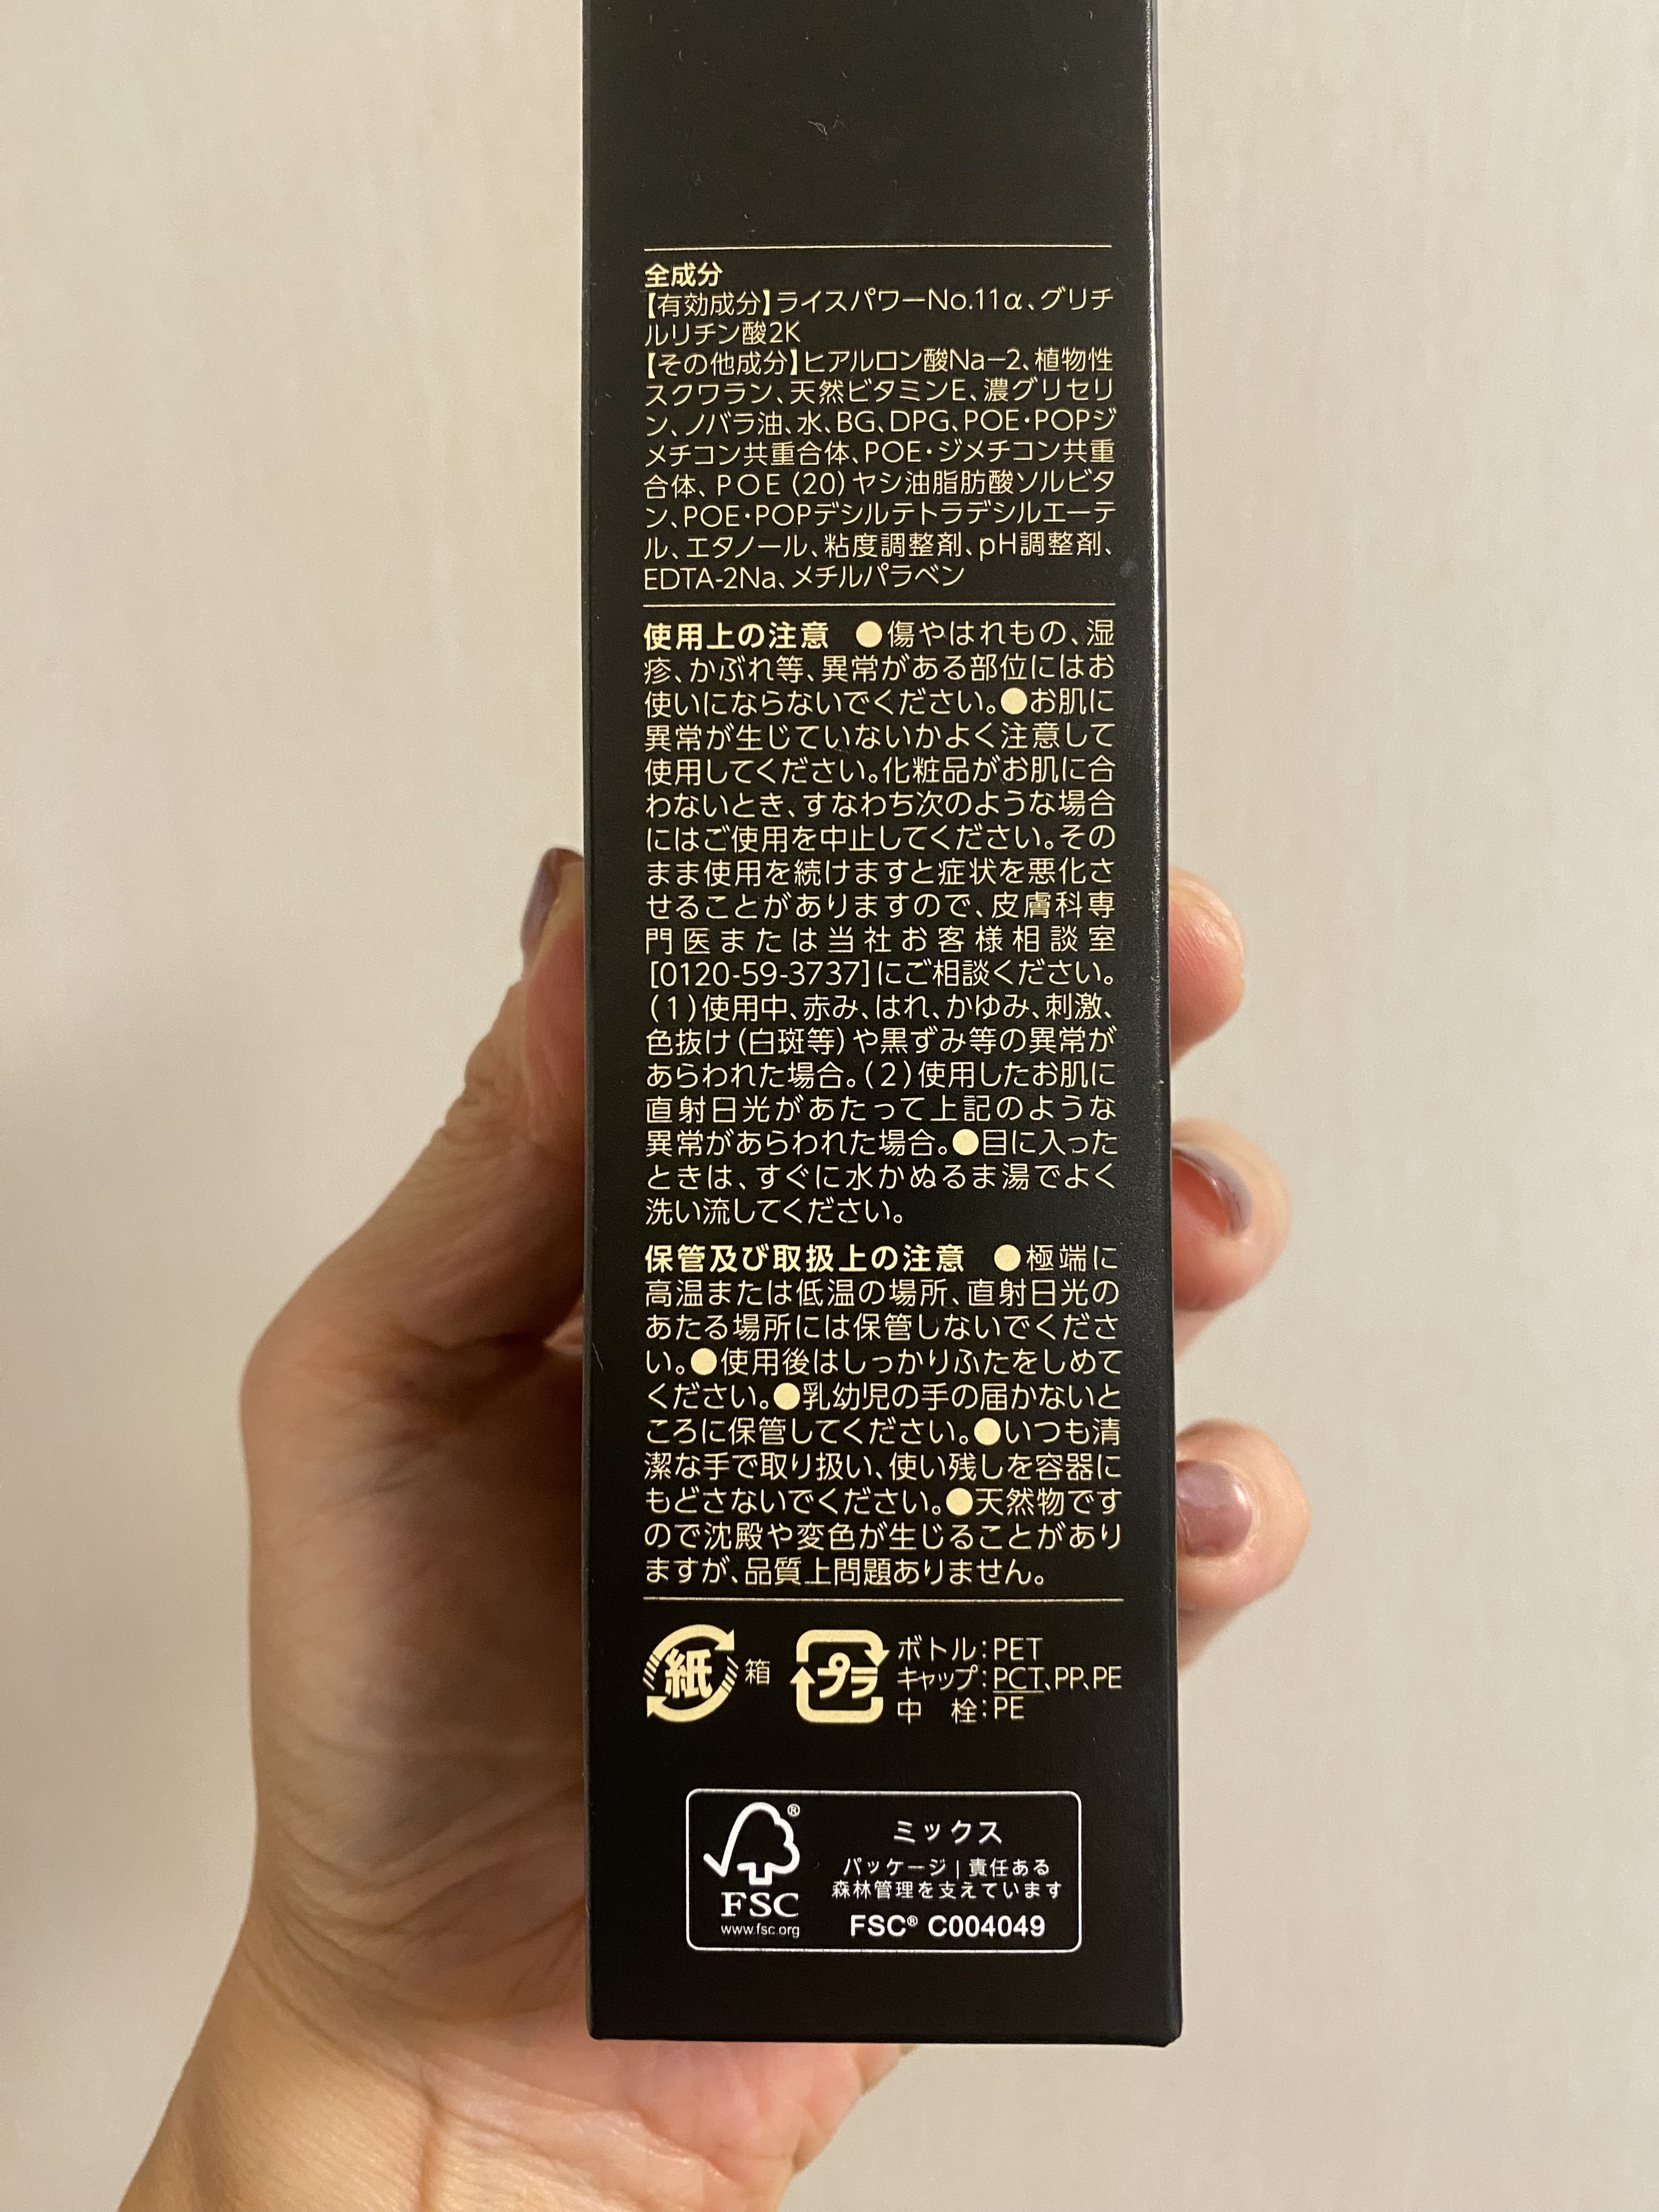 全成分
【有効成分】ライスパワーNo.11α、グリチ
ルリチン酸2K
【その他成分】ヒアルロン酸Na−2、植物性
スクワラン、天然ビタミンE、濃グリセリ
ン、ノバラ油、水、BG、DPG、POE・POPジ
メチコン共重合体、POE・ジメチコン共重
合体、POE(20)ヤシ油脂肪酸ソルビタ
ン、POE・POPデシルテトラデシルエーテ
ル、エタノール、粘度調整剤、pH調整剤、
EDTA-2Na、メチルパラベン
使用上の注意 ●傷やはれもの、湿
疹、かぶれ等、異常がある部位にはお
使いにならないでください。●お肌に
異常が生じていないかよく注意して
使用してください。化粧品がお肌に合
わないとき、すなわち次のような場合
にはご使用を中止してください。その
まま使用を続けますと症状を悪化さ
せることがありますので、皮膚科専
門医または当社お客様相談室
[0120-59-3737]にご相談ください。
(1)使用中、赤み、はれ、かゆみ、刺激、
色抜け(白斑等)や黒ずみ等の異常が
あらわれた場合。(2)使用したお肌に
直射日光があたって上記のような
異常があらわれた場合。●目に入った
ときは、すぐに水かぬるま湯でよく
洗い流してください。
保管及び取扱上の注意 ●極端に
高温または低温の場所、直射日光の
あたる場所には保管しないでくださ
い。●使用後はしっかりふたをしめて
ください。●乳幼児の手の届かないと
ころに保管してください。●いつも清
潔な手で取り扱い、使い残しを容器に
もどさないでください。●天然物です
ので沈殿や変色が生じることがあり
ますが、品質上問題ありません。
紙 箱
プラ
ボトル:PET
キャップ:PCT、PP、PE
中 栓:PE
FSC®
www.fsc.org
ミックス
パッケージ | 責任ある
森林管理を支えています
FSC® C004049